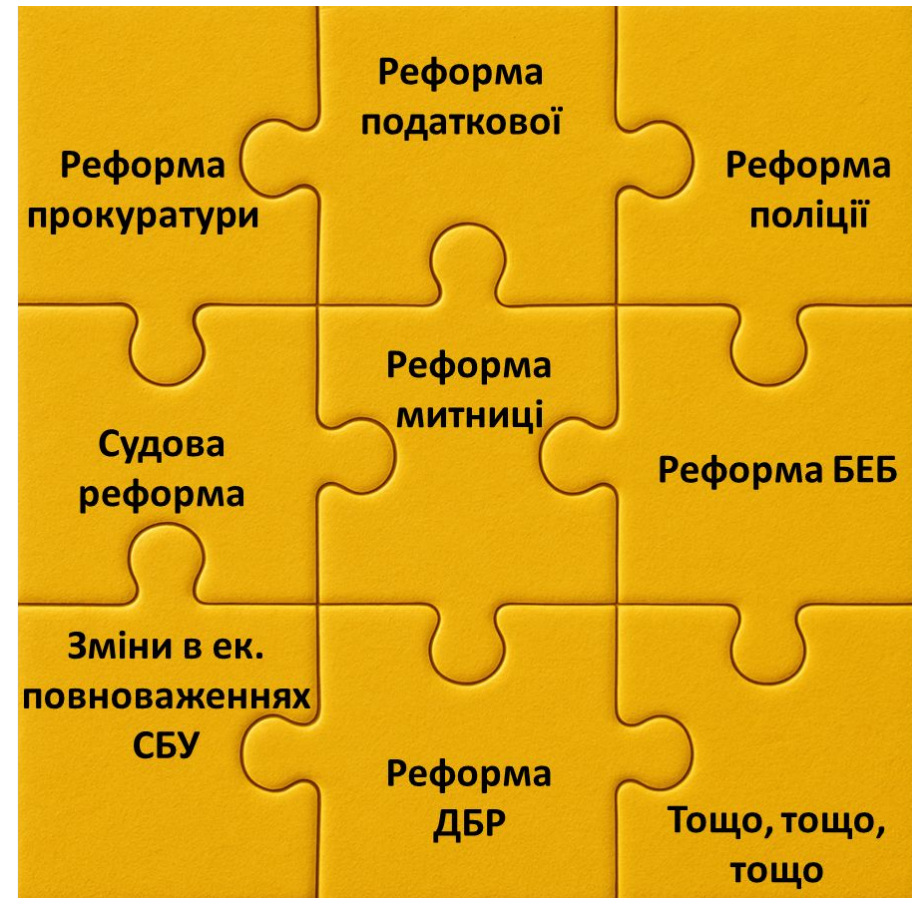 Реформа
прокуратури
Реформа
податкової
Реформа
поліції
Судова
реформа
Реформа
митниці
Реформа БЕБ
Зміни в ек.
повноваженнях
СБУ
Реформа
ДБР
Тощо, тощо,
тощо